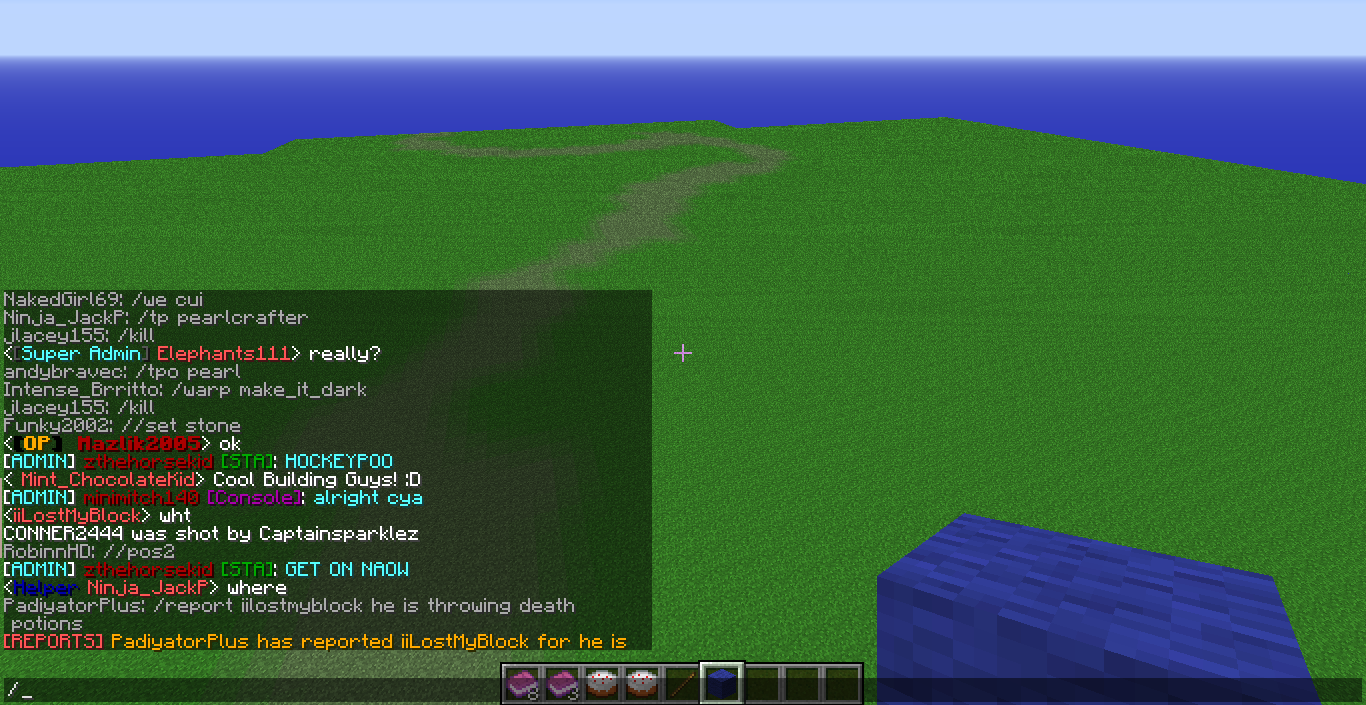 NakedGirl69: /we cui
Ninja_JackP: /tp pearlcrafter
jlacey155: /kill
<[Super Admin] Elephants111> really?
andybravec: /tpo pearl
Intense_Brritto: /warp make_it_dark
jlacey155: /kill
Funky2002: //set stone
<[OP] Mazlik2005> ok
[ADMIN] zthehorsekid [STA]: HOCKEYPOO
< Mint_ChocolateKid> Cool Building Guys! :D
[ADMIN] minimitch140 [Console]: alright cya
<iiLostMyBlock> wht
CONNER2444 was shot by Captainsparklez
RobinnHD: //pos2
[ADMIN] zthehorsekid [STA]: GET ON NAOW
<Helper Ninja_JackP> where
PadiyatorPlus: /report iilostmyblock he is throwing death
potions
[REPORTS] PadiyatorPlus has reported iiLostMyBlock for he is
/_
8 3